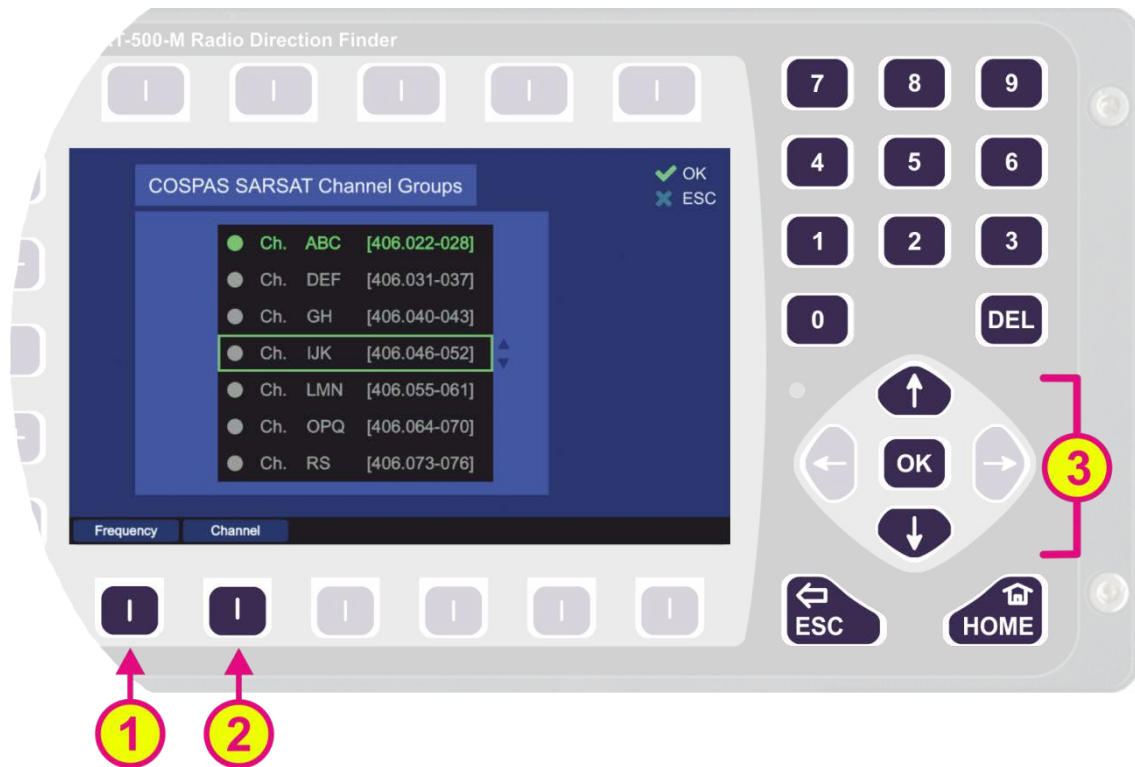 RT-500-M Radio Direction Finder
7 8 9
COSPAS SARSAT Channel Groups
OK
ESC
4 5 6
Ch. ABC [406.022-028]
Ch. DEF [406.031-037]
Ch. GH [406.040-043]
Ch. IJK [406.046-052]
Ch. LMN [406.055-061]
Ch. OPQ [406.064-070]
Ch. RS [406.073-076]
1 2 3
0 DEL
OK
3
Frequency Channel
ESC HOME
1 2